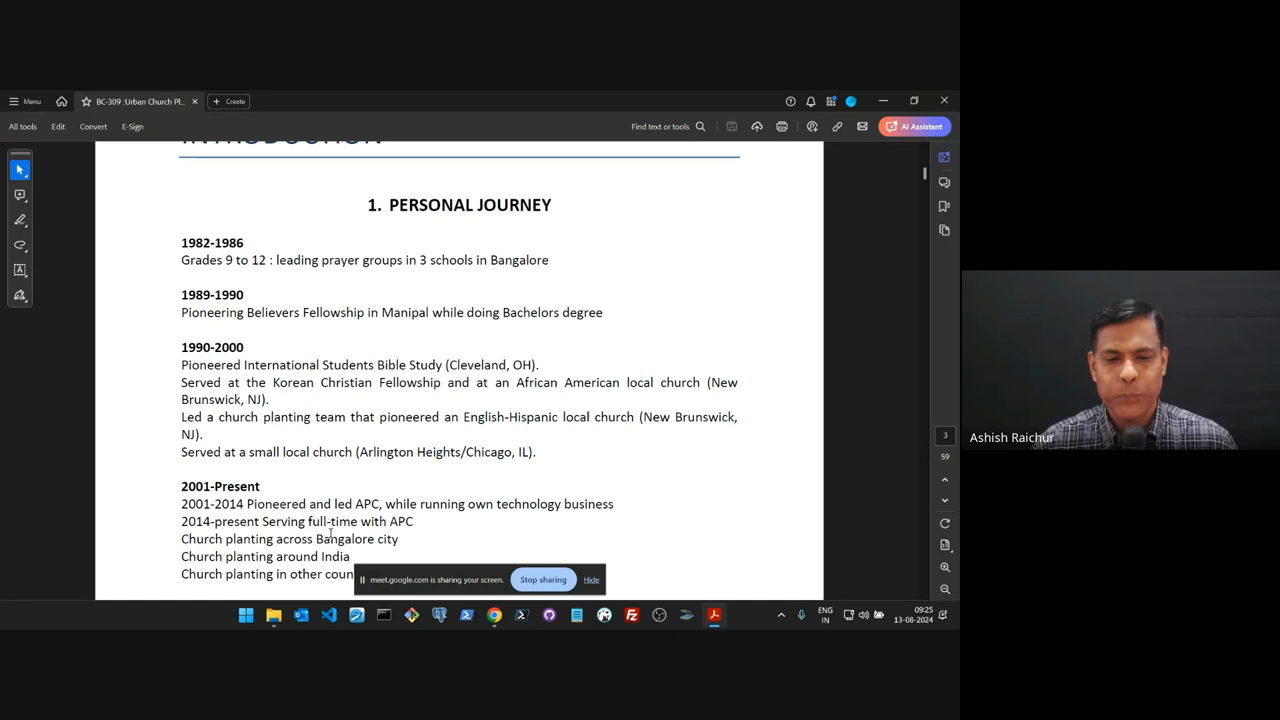 Menu
BC-309 :Urban Church Pl...
Create
All tools
Edit
Convert
E-Sign
Find text or tools
AI Assistant
1. PERSONAL JOURNEY
1982-1986
Grades 9 to 12 : leading prayer groups in 3 schools in Bangalore
1989-1990
Pioneering Believers Fellowship in Manipal while doing Bachelors degree
1990-2000
Pioneered International Students Bible Study (Cleveland, OH).
Served at the Korean Christian Fellowship and at an African American local church (New
Brunswick, NJ).
Led a church planting team that pioneered an English-Hispanic local church (New Brunswick,
NJ).
Served at a small local church (Arlington Heights/Chicago, IL).
2001-Present
2001-2014 Pioneered and led APC, while running own technology business
2014-present Serving full-time with APC
Church planting across Bangalore city
Church planting around India
Church planting in other coun
meet.google.com is sharing your screen.
Stop sharing
Hide
3
59
Ashish Raichur
ENG
IN
09:25
13-08-2024